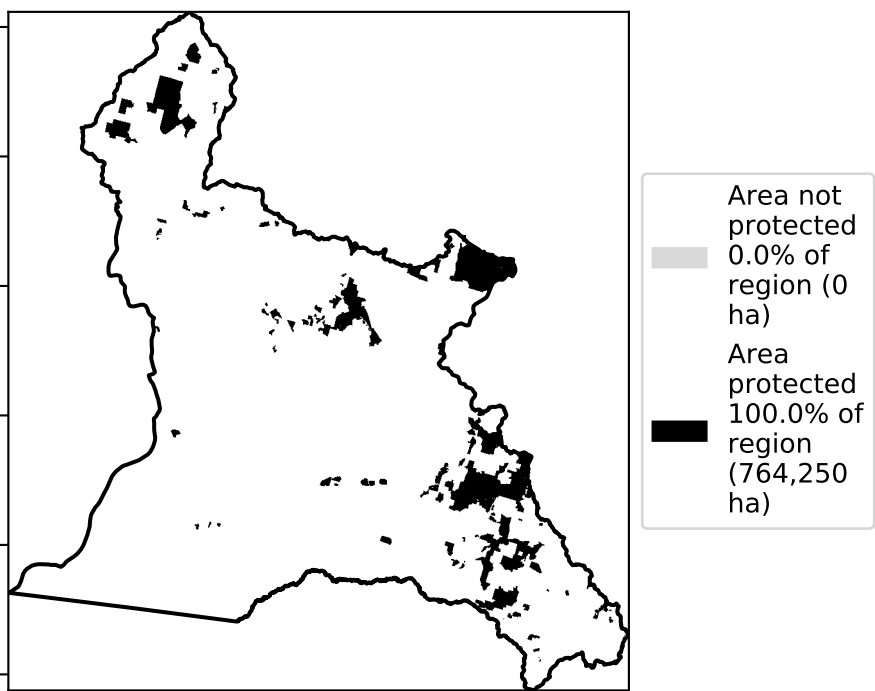 Area not
protected
0.0% of
region (0
ha)
Area
protected
100.0% of
region
(764,250
ha)